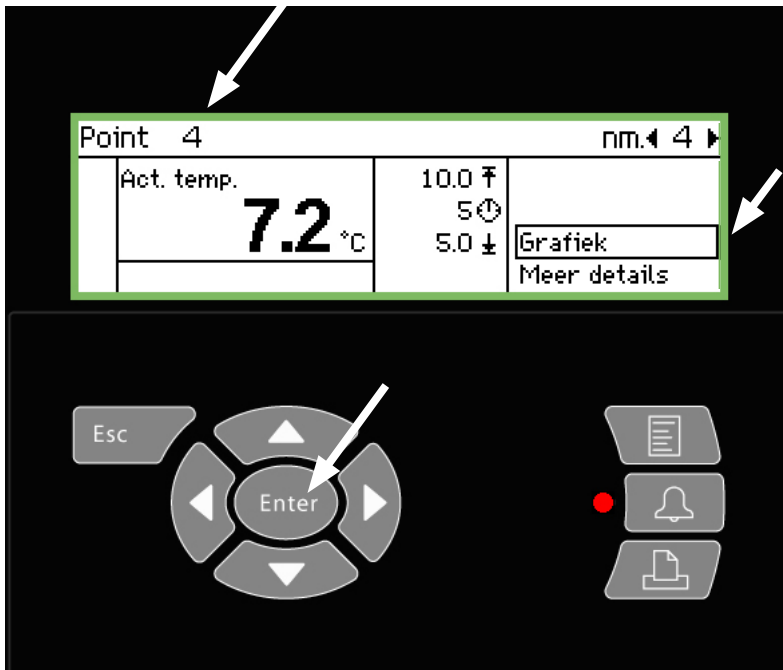 Point 4 nm. 4
Act. temp.
7.2 °C
10.0
5
5.0
Grafiek
Meer details
Esc
Enter